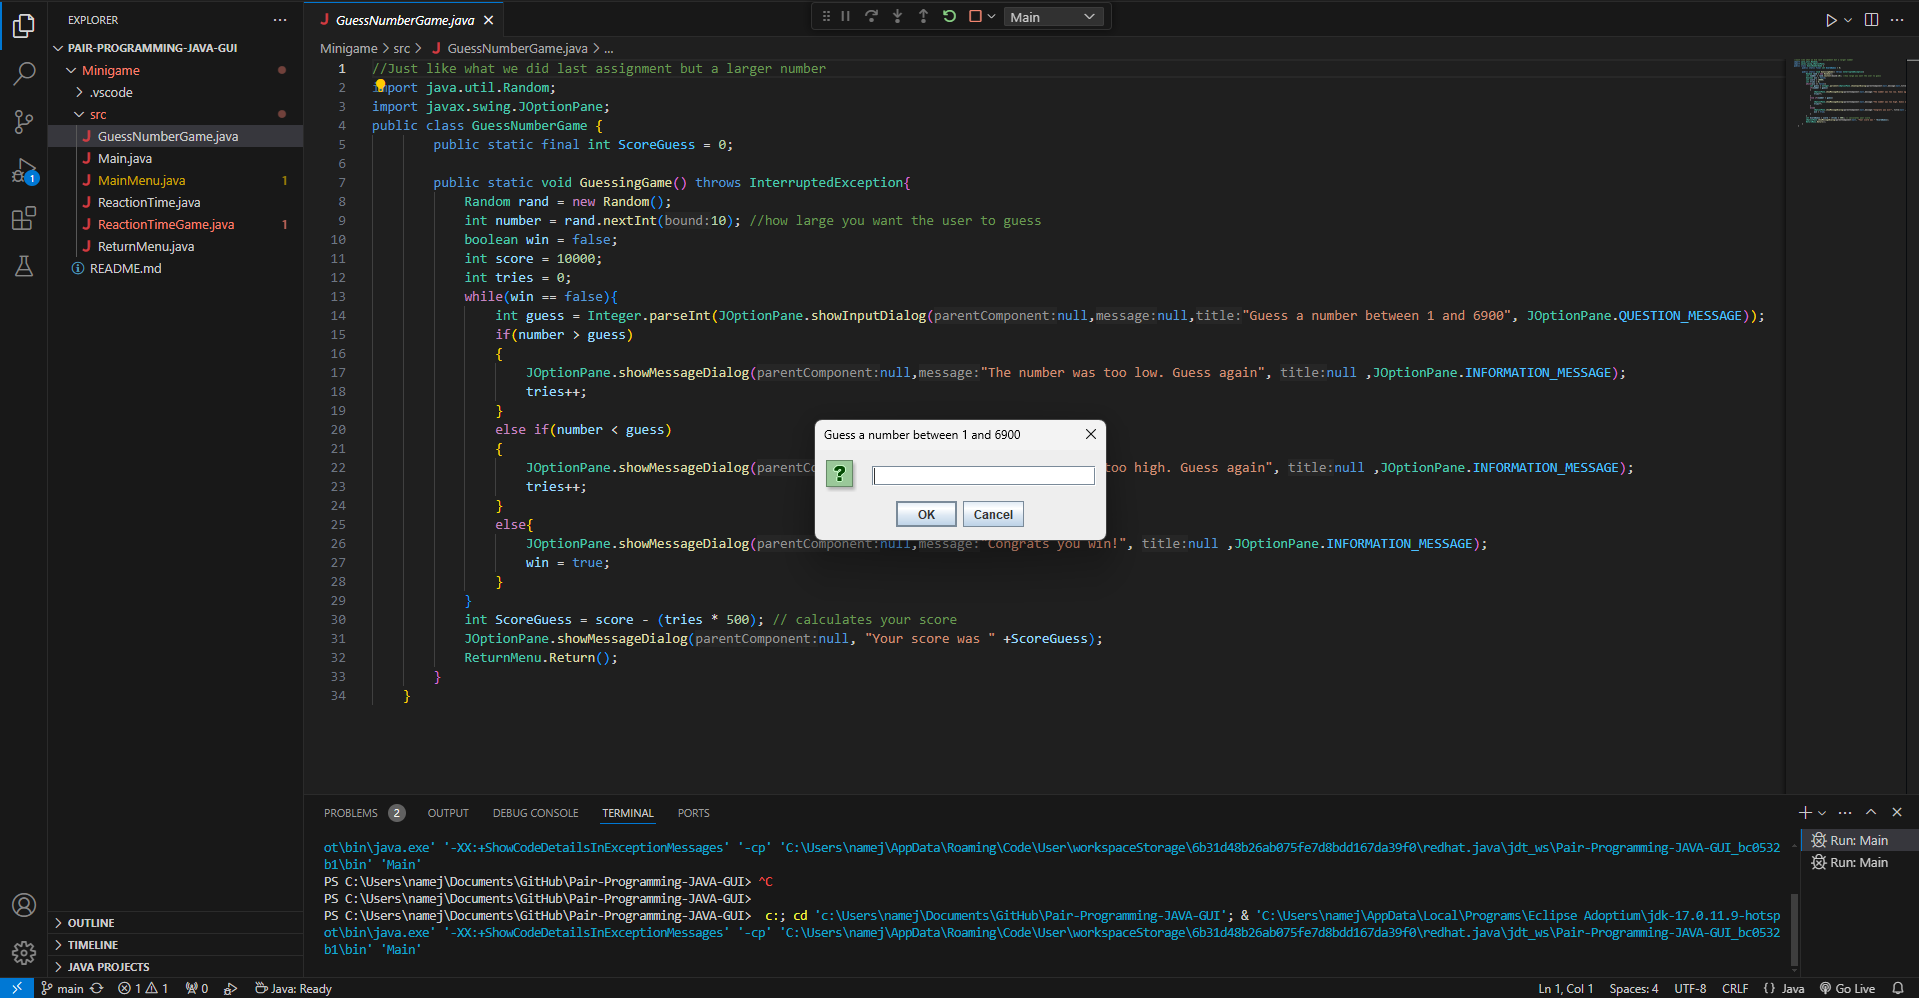 EXPLORER
PAIR-PROGRAMMING-JAVA-GUI
Minigame
.vscode
src
J GuessNumberGame.java
J Main.java
J MainMenu.java 1
J ReactionTime.java
J ReactionTimeGame.java 1
J ReturnMenu.java
README.md
OUTLINE
TIMELINE
JAVA PROJECTS
1
J GuessNumberGame.java
Main
Minigame > src > J GuessNumberGame.java > ...
1 //Just like what we did last assignment but a larger number
2 import java.util.Random;
3 import javax.swing.JOptionPane;
4 public class GuessNumberGame {
5 public static final int ScoreGuess = 0;
6
7 public static void GuessingGame() throws InterruptedException{
8 Random rand = new Random();
9 int number = rand.nextInt(bound:10); //how large you want the user to guess
10 boolean win = false;
11 int score = 10000;
12 int tries = 0;
13 while(win == false){
14 int guess = Integer.parseInt(JOptionPane.showInputDialog(parentComponent:null,message:null,title:"Guess a number between 1 and 6900", JOptionPane.QUESTION_MESSAGE));
15 if(number > guess)
16 {
17 JOptionPane.showMessageDialog(parentComponent:null,message:"The number was too low. Guess again", title:null ,JOptionPane.INFORMATION_MESSAGE);
18 tries++;
19 }
20 else if(number < guess)
21 {
22 JOptionPane.showMessageDialog(parentCo too high. Guess again", title:null ,JOptionPane.INFORMATION_MESSAGE);
23 tries++;
24 }
25 else{
26 JOptionPane.showMessageDialog(parentComponent:null,message:"Congrats you win!", title:null ,JOptionPane.INFORMATION_MESSAGE);
27 win = true;
28 }
29 }
30 int ScoreGuess = score - (tries * 500); // calculates your score
31 JOptionPane.showMessageDialog(parentComponent:null, "Your score was " +ScoreGuess);
32 ReturnMenu.Return();
33 }
34 }
Guess a number between 1 and 6900
?
OK Cancel
PROBLEMS 2 OUTPUT DEBUG CONSOLE TERMINAL PORTS
ot\bin\java.exe' '-XX:+ShowCodeDetailsInExceptionMessages' '-cp' 'C:\Users\namej\AppData\Roaming\Code\User\workspaceStorage\6b31d48b26ab075fe7d8bdd167da39f0\redhat.java\jdt_ws\Pair-Programming-JAVA-GUI_bc0532
b1\bin' 'Main'
PS C:\Users\namej\Documents\GitHub\Pair-Programming-JAVA-GUI> ^C
PS C:\Users\namej\Documents\GitHub\Pair-Programming-JAVA-GUI>
PS C:\Users\namej\Documents\GitHub\Pair-Programming-JAVA-GUI> c:; cd 'c:\Users\namej\Documents\GitHub\Pair-Programming-JAVA-GUI'; & 'C:\Users\namej\AppData\Local\Programs\Eclipse Adoptium\jdk-17.0.11.9-hotsp
ot\bin\java.exe' '-XX:+ShowCodeDetailsInExceptionMessages' '-cp' 'C:\Users\namej\AppData\Roaming\Code\User\workspaceStorage\6b31d48b26ab075fe7d8bdd167da39f0\redhat.java\jdt_ws\Pair-Programming-JAVA-GUI_bc0532
b1\bin' 'Main'
Run: Main
Run: Main
main 1 1 0 Java: Ready
Ln 1, Col 1 Spaces: 4 UTF-8 CRLF {} Java Go Live